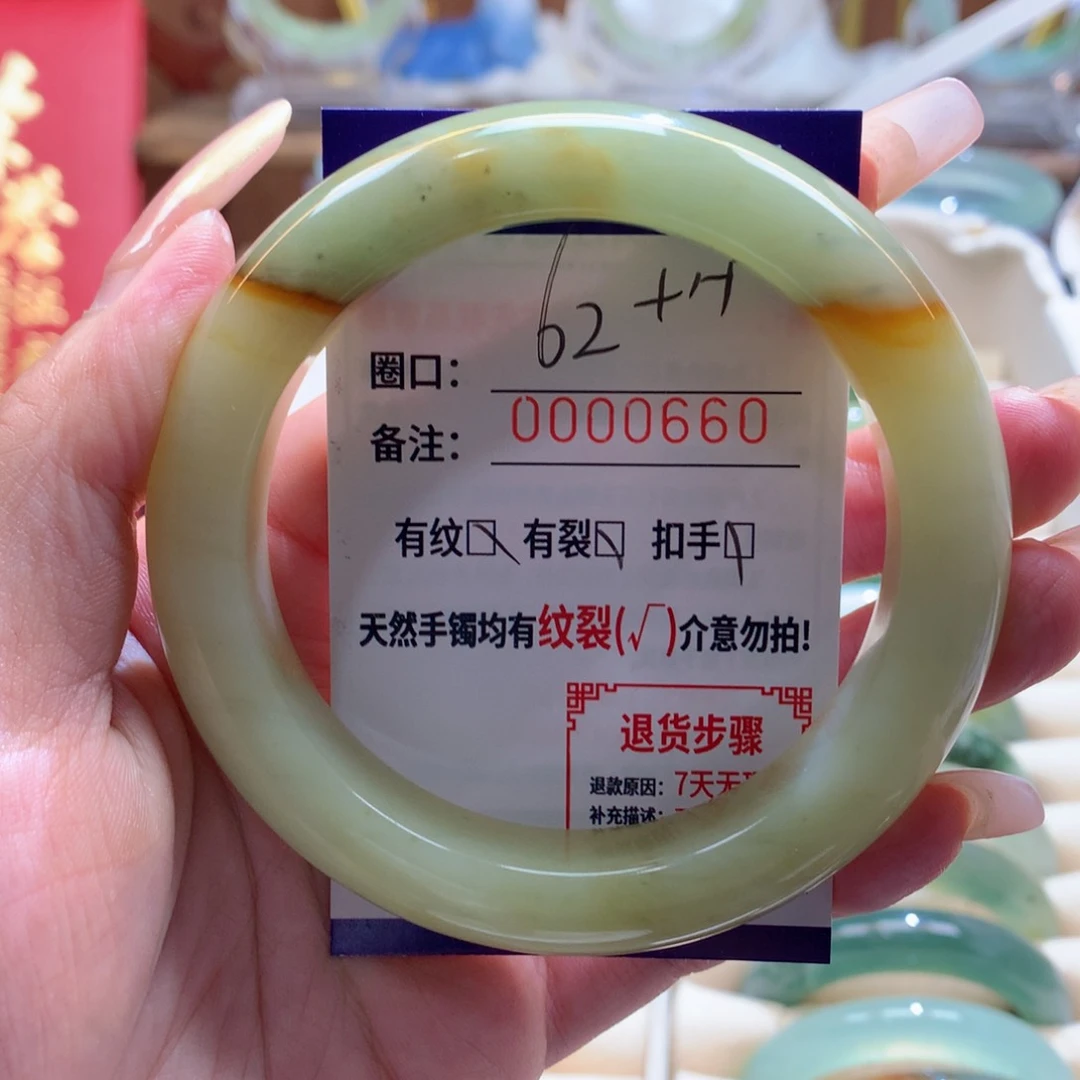 圈口： 62+
备注： 0000660
有纹☐ 有裂☐ 扣手☐
天然手镯均有纹裂(√)介意勿拍!
退货步骤
退款原因：7天无
补充描述：